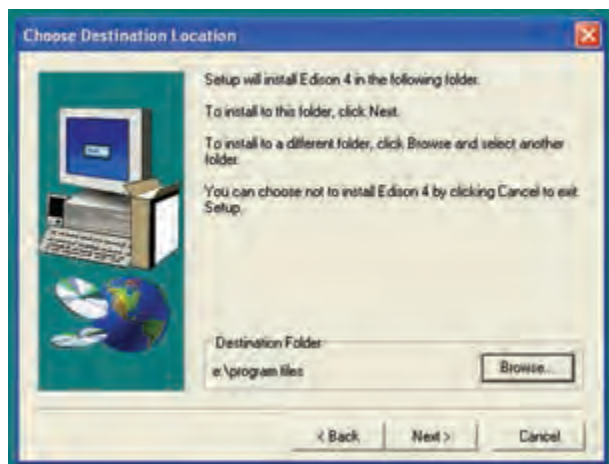 Choose Destination Location
Setup will install Edison 4 in the following folder.
To install to this folder, click Next.
To install to a different folder, click Browse and select another
folder.
You can choose not to install Edison 4 by clicking Cancel to exit
Setup.
Destination Folder
e:\program files
Browse...
< Back
Next >
Cancel